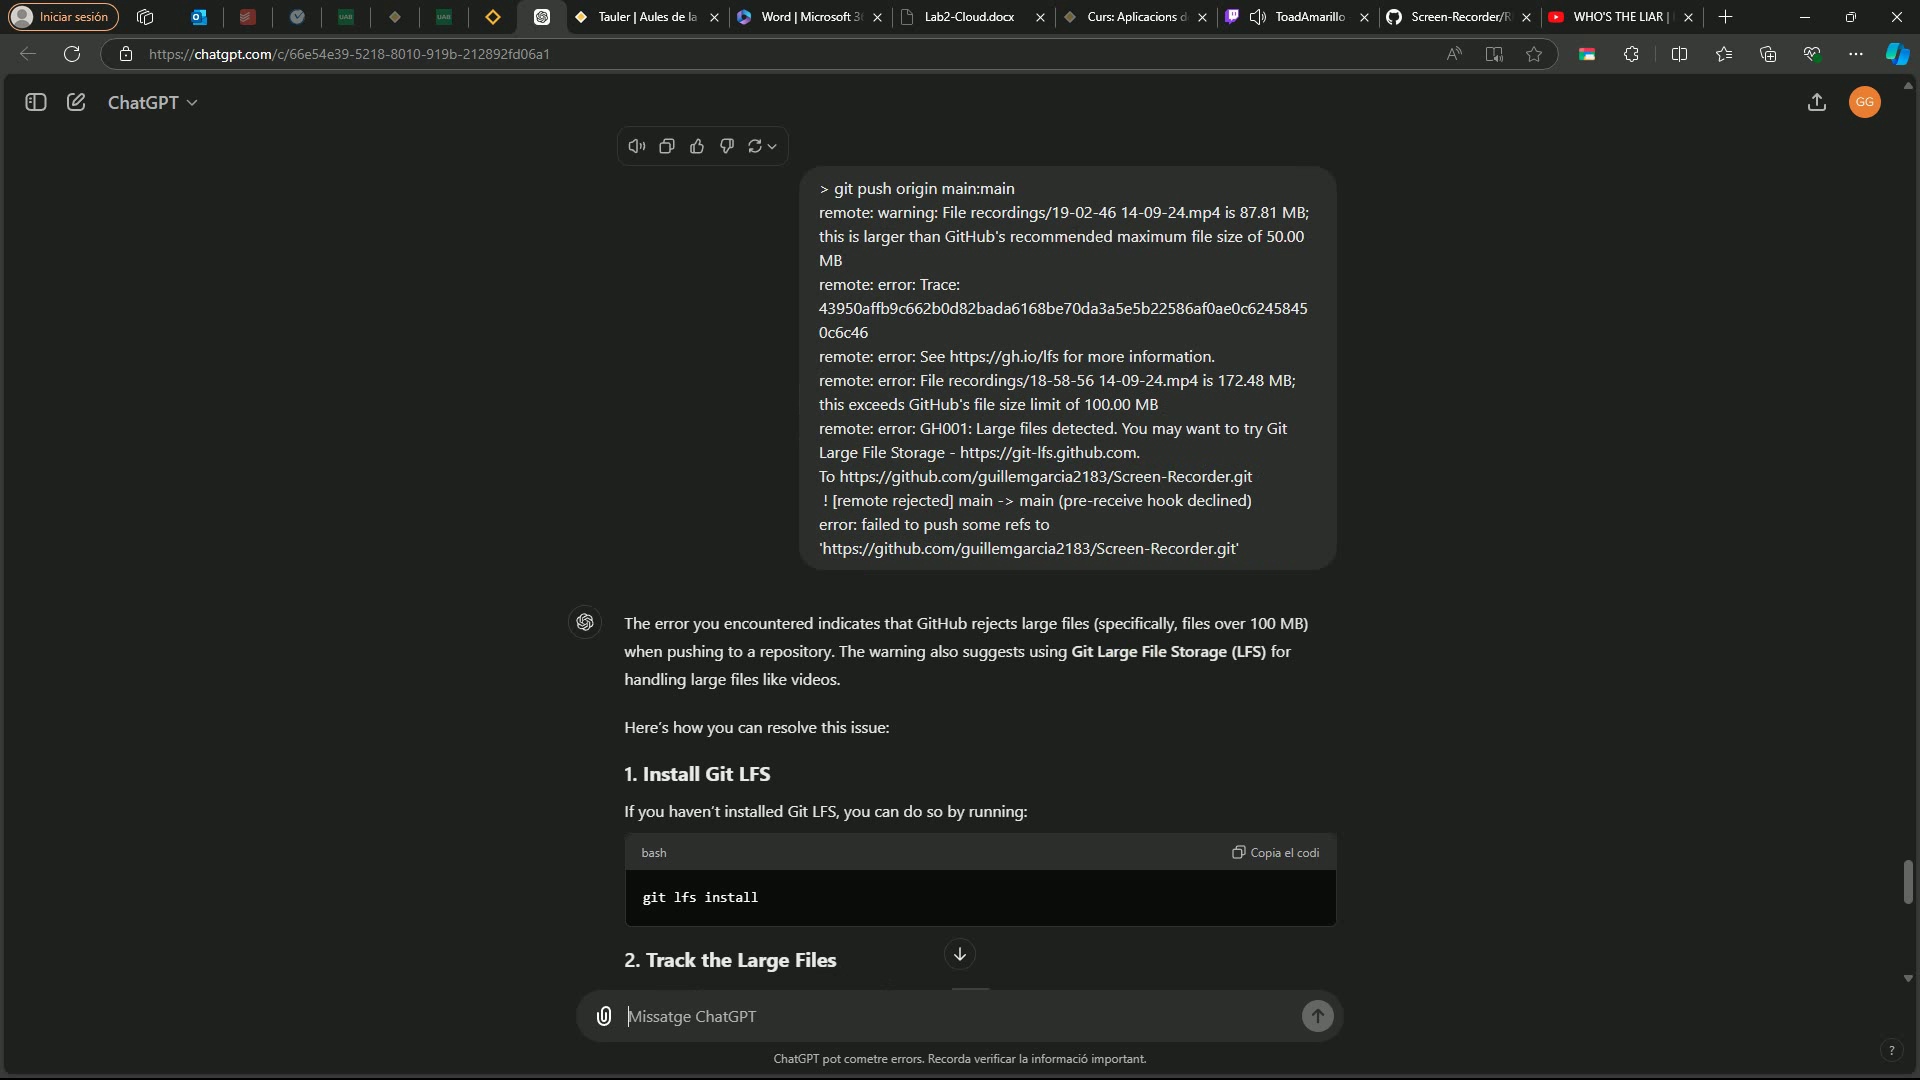 Iniciar sesión
UAB
UAB
Tauler | Aules de la
Word | Microsoft 3
Lab2-Cloud.docx
Curs: Aplicacions d
ToadAmarillo
Screen-Recorder/R
WHO'S THE LIAR |
https://chatgpt.com/c/66e54e39-5218-8010-919b-212892fd06a1
ChatGPT
GG
> git push origin main:main
remote: warning: File recordings/19-02-46 14-09-24.mp4 is 87.81 MB;
this is larger than GitHub's recommended maximum file size of 50.00
MB
remote: error: Trace:
43950affb9c662b0d82bada6168be70da3a5e5b22586af0ae0c6245845
0c6c46
remote: error: See https://gh.io/lfs for more information.
remote: error: File recordings/18-58-56 14-09-24.mp4 is 172.48 MB;
this exceeds GitHub's file size limit of 100.00 MB
remote: error: GH001: Large files detected. You may want to try Git
Large File Storage - https://git-lfs.github.com.
To https://github.com/guillemgarcia2183/Screen-Recorder.git
! [remote rejected] main -> main (pre-receive hook declined)
error: failed to push some refs to
'https://github.com/guillemgarcia2183/Screen-Recorder.git'
The error you encountered indicates that GitHub rejects large files (specifically, files over 100 MB)
when pushing to a repository. The warning also suggests using Git Large File Storage (LFS) for
handling large files like videos.
Here's how you can resolve this issue:
1. Install Git LFS
If you haven't installed Git LFS, you can do so by running:
bash
Copia el codi
git lfs install
2. Track the Large Files
Missatge ChatGPT
ChatGPT pot cometre errors. Recorda verificar la informació important.
?